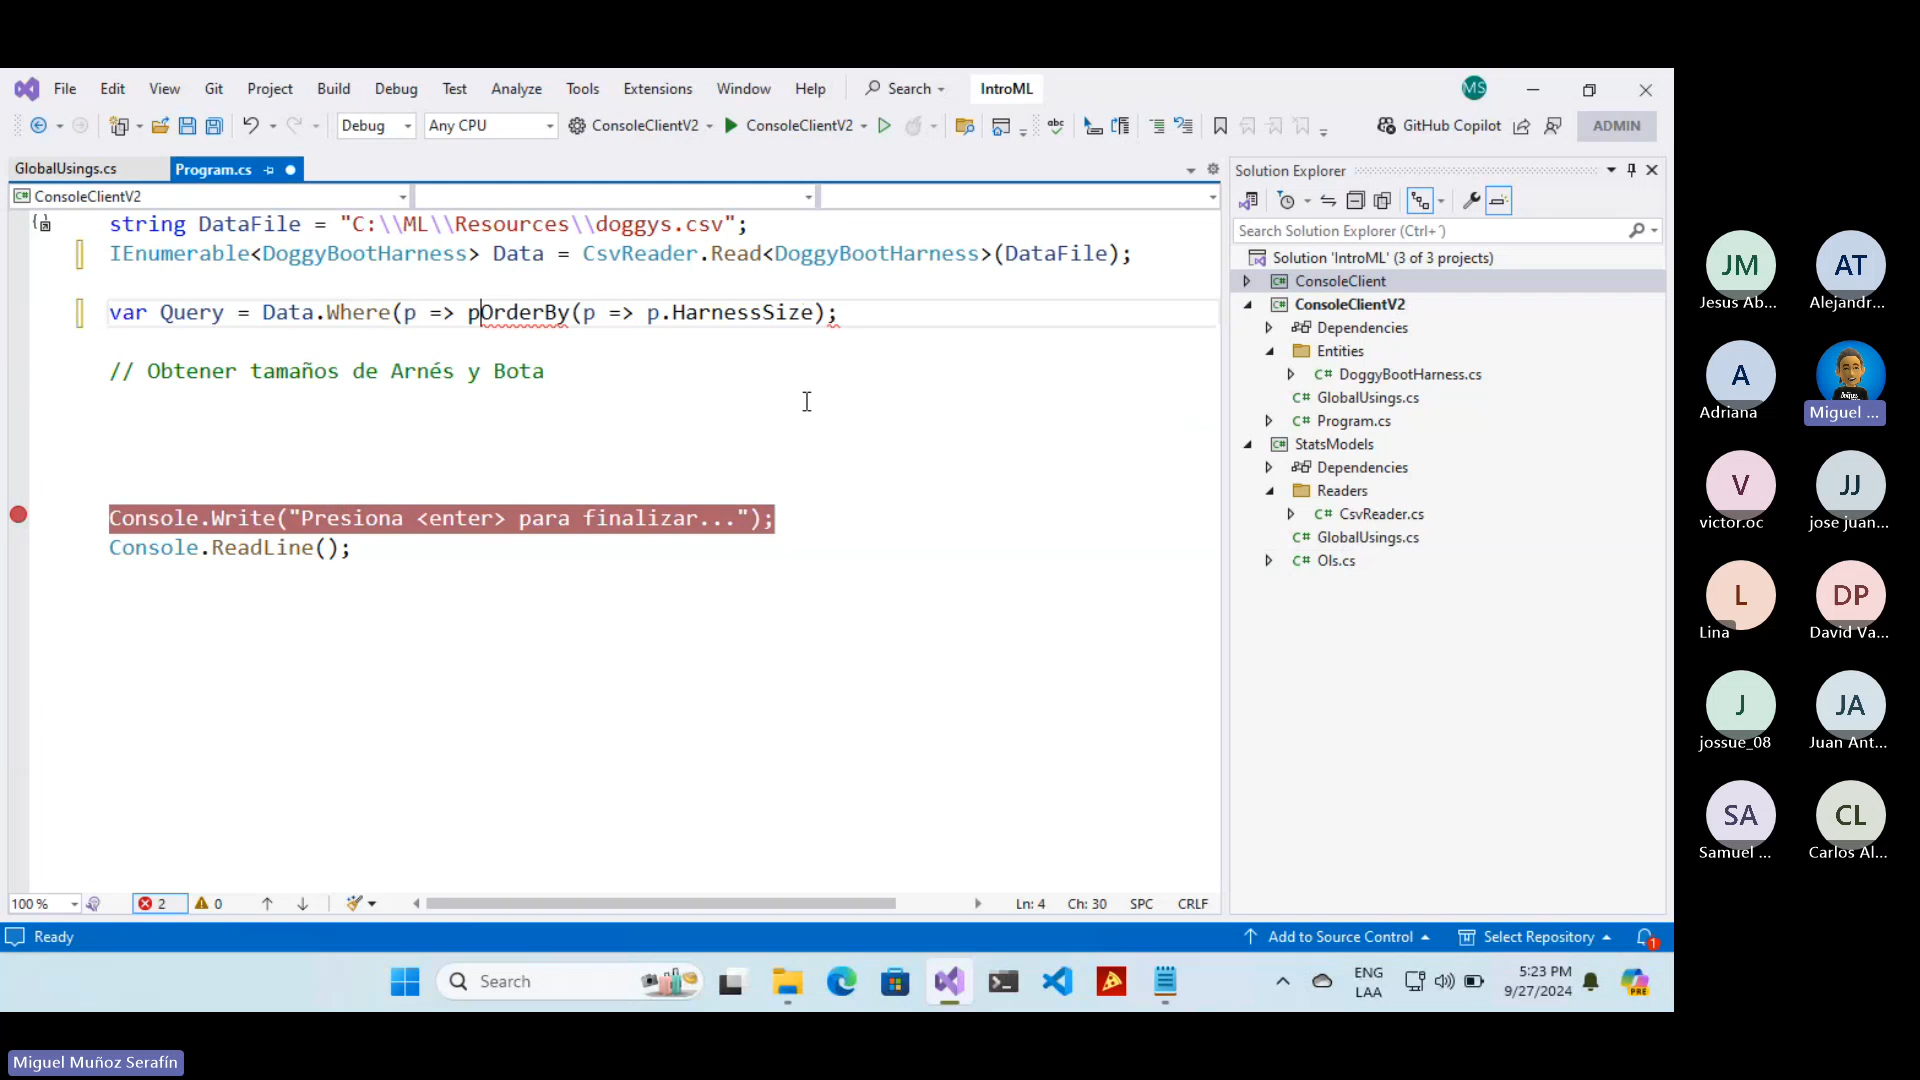 File Edit View Git Project Build Debug Test Analyze Tools Extensions Window Help Search IntroML MS
Debug Any CPU ConsoleClientV2 ConsoleClientV2 GitHub Copilot ADMIN
GlobalUsings.cs Program.cs
ConsoleClientV2
string DataFile = "C:\\ML\\Resources\\doggys.csv";
IEnumerable<DoggyBootHarness> Data = CsvReader.Read<DoggyBootHarness>(DataFile);
var Query = Data.Where(p => pOrderBy(p => p.HarnessSize);
// Obtener tamaños de Arnés y Bota
Console.Write("Presiona <enter> para finalizar...");
Console.ReadLine();
100 % 2 0 Ln: 4 Ch: 30 SPC CRLF
Solution Explorer
Search Solution Explorer (Ctrl+´)
Solution 'IntroML' (3 of 3 projects)
C# ConsoleClient
C# ConsoleClientV2
Dependencies
Entities
C# DoggyBootHarness.cs
C# GlobalUsings.cs
C# Program.cs
C# StatsModels
Dependencies
Readers
C# CsvReader.cs
C# GlobalUsings.cs
C# Ols.cs
Ready Add to Source Control Select Repository 1
Search ENG LAA 5:23 PM 9/27/2024 PRE
JM
Jesus Ab...
AT
Alejandr...
A
Adriana
Miguel ...
V
victor.oc
JJ
jose juan...
L
Lina
DP
David Va...
J
jossue_08
JA
Juan Ant...
SA
Samuel ...
CL
Carlos Al...
Miguel Muñoz Serafín